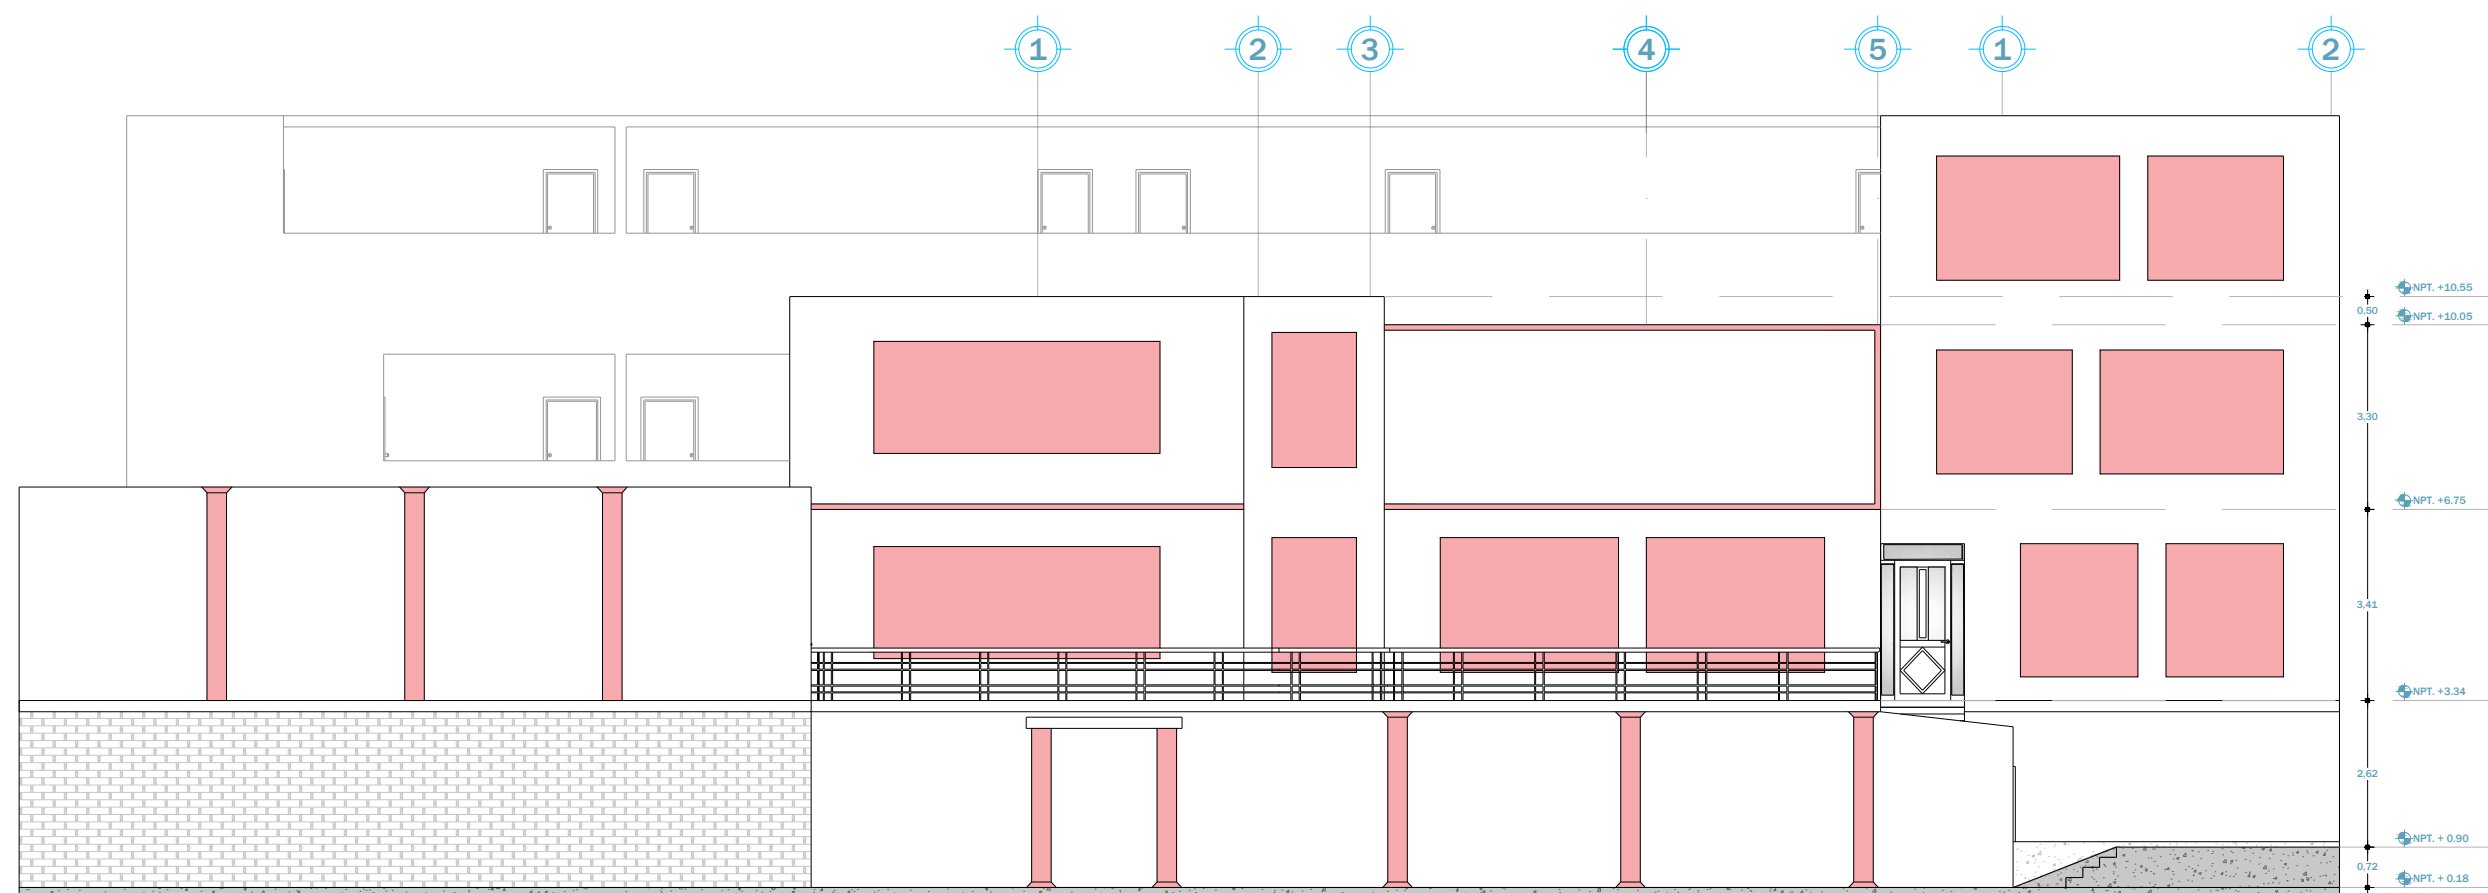 1 2 3 4 5 1 2
NPT. +10.55
0,50
NPT. +10.05
3,30
NPT. +6.75
3,41
NPT. +3.34
2,62
NPT. + 0.90
0,72
NPT. + 0.18